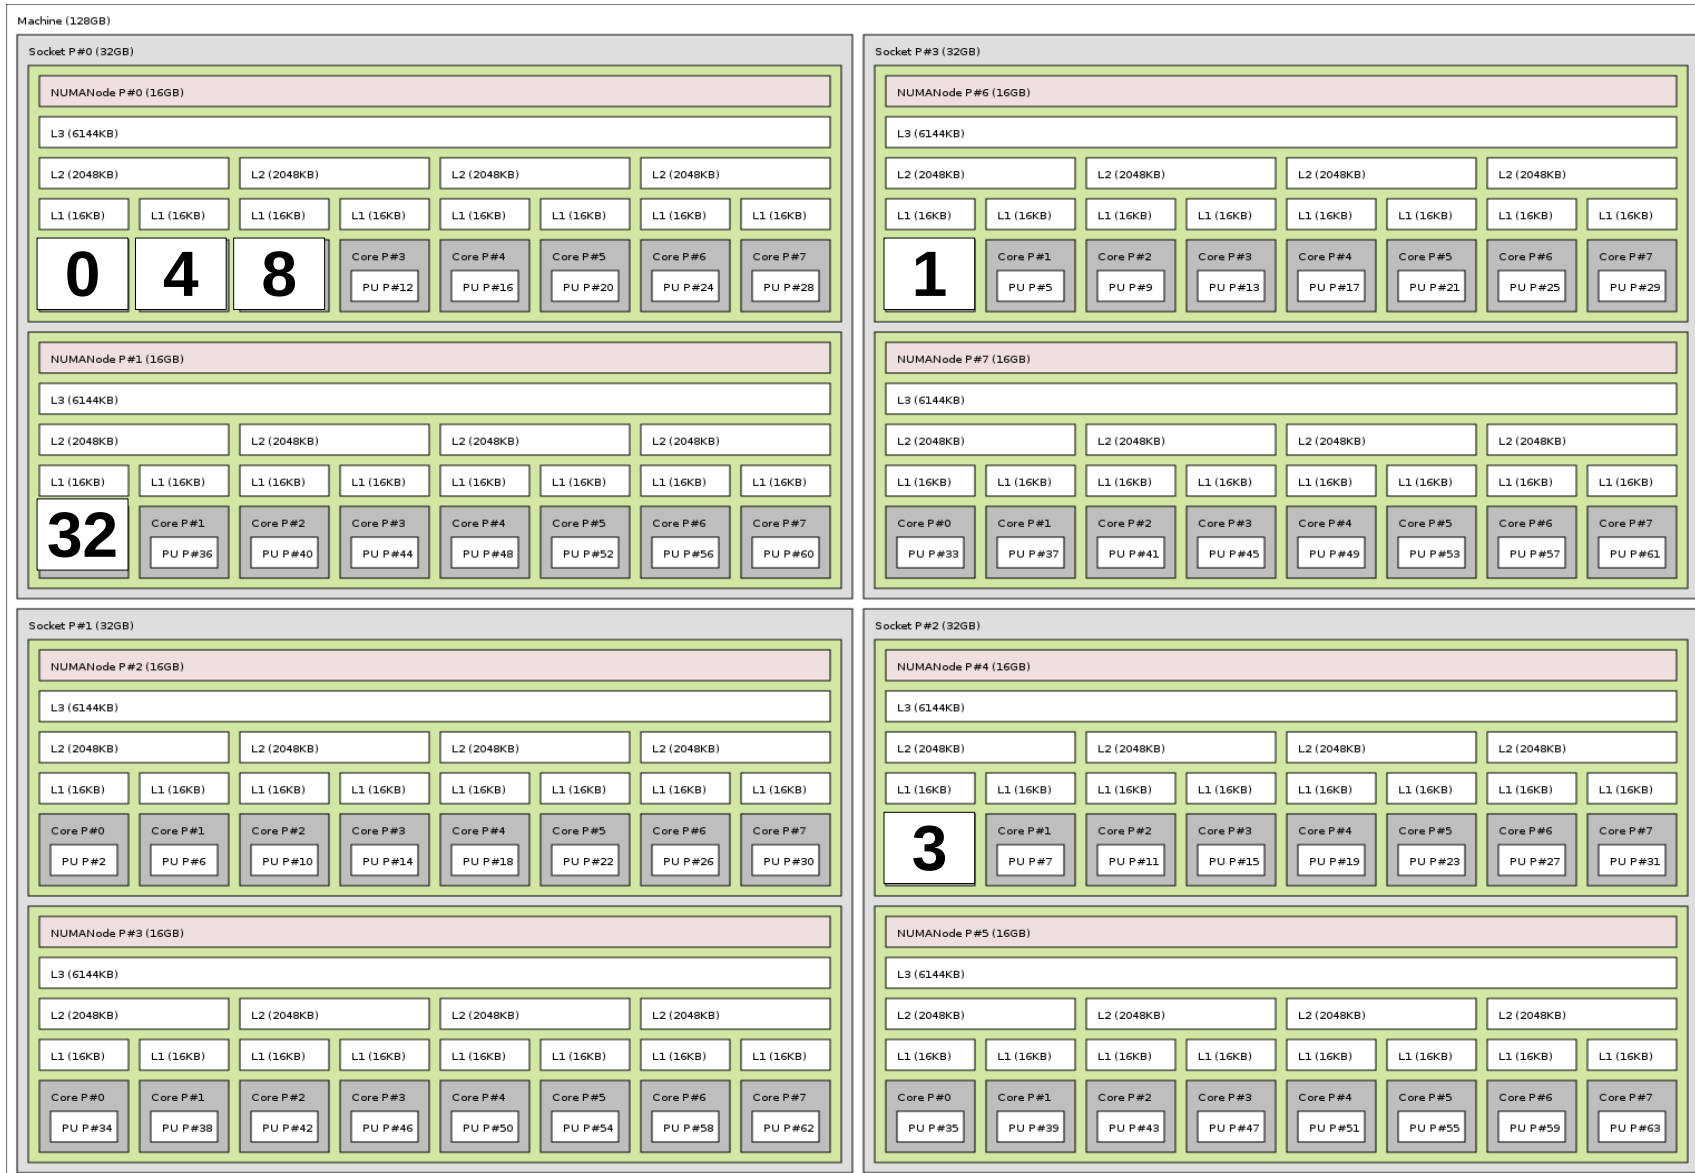 Machine (128GB)
Socket P#0 (32GB)
NUMANode P#0 (16GB)
L3 (6144KB)
L2 (2048KB) L2 (2048KB) L2 (2048KB) L2 (2048KB)
L1 (16KB) L1 (16KB) L1 (16KB) L1 (16KB) L1 (16KB) L1 (16KB) L1 (16KB) L1 (16KB)
0 4 8 Core P#3 Core P#4 Core P#5 Core P#6 Core P#7
PU P#12 PU P#16 PU P#20 PU P#24 PU P#28
NUMANode P#1 (16GB)
L3 (6144KB)
L2 (2048KB) L2 (2048KB) L2 (2048KB) L2 (2048KB)
L1 (16KB) L1 (16KB) L1 (16KB) L1 (16KB) L1 (16KB) L1 (16KB) L1 (16KB) L1 (16KB)
32 Core P#1 Core P#2 Core P#3 Core P#4 Core P#5 Core P#6 Core P#7
PU P#36 PU P#40 PU P#44 PU P#48 PU P#52 PU P#56 PU P#60
Socket P#3 (32GB)
NUMANode P#6 (16GB)
L3 (6144KB)
L2 (2048KB) L2 (2048KB) L2 (2048KB) L2 (2048KB)
L1 (16KB) L1 (16KB) L1 (16KB) L1 (16KB) L1 (16KB) L1 (16KB) L1 (16KB) L1 (16KB)
1 Core P#1 Core P#2 Core P#3 Core P#4 Core P#5 Core P#6 Core P#7
PU P#5 PU P#9 PU P#13 PU P#17 PU P#21 PU P#25 PU P#29
NUMANode P#7 (16GB)
L3 (6144KB)
L2 (2048KB) L2 (2048KB) L2 (2048KB) L2 (2048KB)
L1 (16KB) L1 (16KB) L1 (16KB) L1 (16KB) L1 (16KB) L1 (16KB) L1 (16KB) L1 (16KB)
Core P#0 Core P#1 Core P#2 Core P#3 Core P#4 Core P#5 Core P#6 Core P#7
PU P#33 PU P#37 PU P#41 PU P#45 PU P#49 PU P#53 PU P#57 PU P#61
Socket P#1 (32GB)
NUMANode P#2 (16GB)
L3 (6144KB)
L2 (2048KB) L2 (2048KB) L2 (2048KB) L2 (2048KB)
L1 (16KB) L1 (16KB) L1 (16KB) L1 (16KB) L1 (16KB) L1 (16KB) L1 (16KB) L1 (16KB)
Core P#0 Core P#1 Core P#2 Core P#3 Core P#4 Core P#5 Core P#6 Core P#7
PU P#2 PU P#6 PU P#10 PU P#14 PU P#18 PU P#22 PU P#26 PU P#30
NUMANode P#3 (16GB)
L3 (6144KB)
L2 (2048KB) L2 (2048KB) L2 (2048KB) L2 (2048KB)
L1 (16KB) L1 (16KB) L1 (16KB) L1 (16KB) L1 (16KB) L1 (16KB) L1 (16KB) L1 (16KB)
Core P#0 Core P#1 Core P#2 Core P#3 Core P#4 Core P#5 Core P#6 Core P#7
PU P#34 PU P#38 PU P#42 PU P#46 PU P#50 PU P#54 PU P#58 PU P#62
Socket P#2 (32GB)
NUMANode P#4 (16GB)
L3 (6144KB)
L2 (2048KB) L2 (2048KB) L2 (2048KB) L2 (2048KB)
L1 (16KB) L1 (16KB) L1 (16KB) L1 (16KB) L1 (16KB) L1 (16KB) L1 (16KB) L1 (16KB)
3 Core P#1 Core P#2 Core P#3 Core P#4 Core P#5 Core P#6 Core P#7
PU P#7 PU P#11 PU P#15 PU P#19 PU P#23 PU P#27 PU P#31
NUMANode P#5 (16GB)
L3 (6144KB)
L2 (2048KB) L2 (2048KB) L2 (2048KB) L2 (2048KB)
L1 (16KB) L1 (16KB) L1 (16KB) L1 (16KB) L1 (16KB) L1 (16KB) L1 (16KB) L1 (16KB)
Core P#0 Core P#1 Core P#2 Core P#3 Core P#4 Core P#5 Core P#6 Core P#7
PU P#35 PU P#39 PU P#43 PU P#47 PU P#51 PU P#55 PU P#59 PU P#63